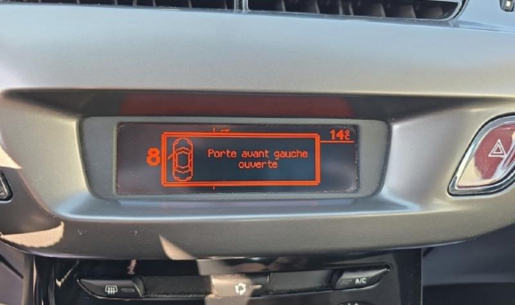 14°
8
Porte avant gauche
ouverte
A/C